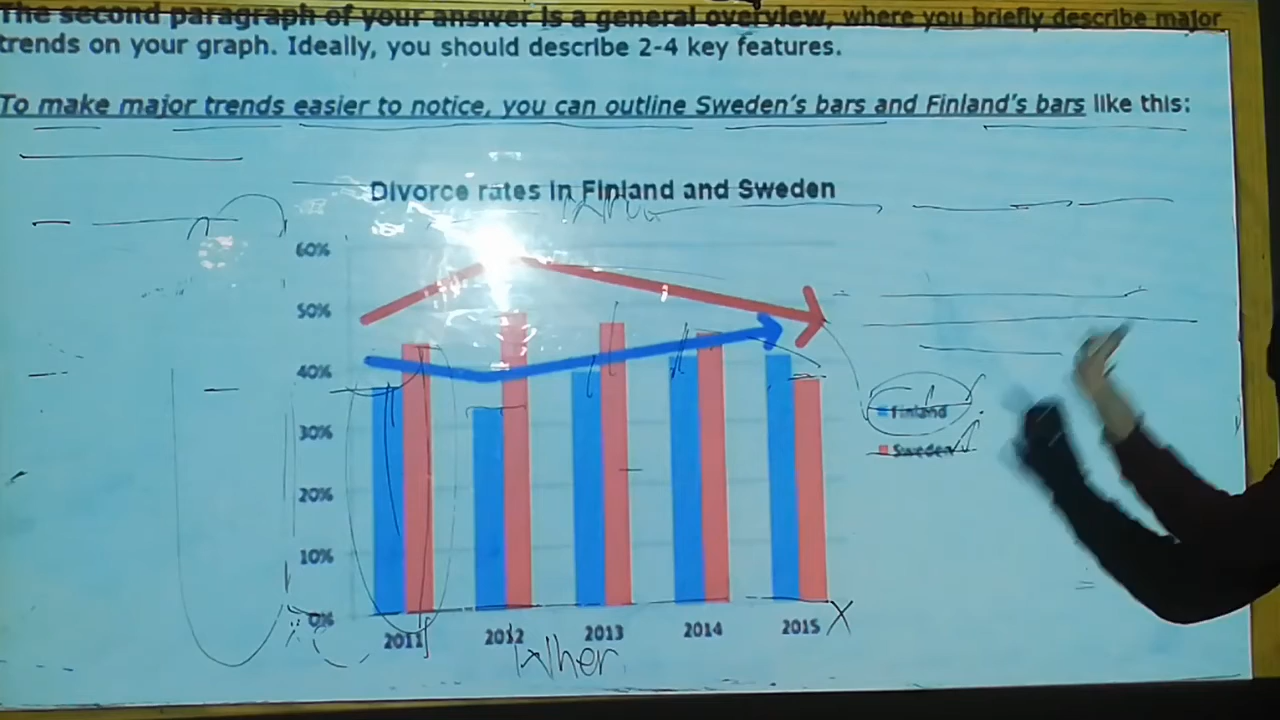 The second paragraph of your answer is a general overview, where you briefly describe major
trends on your graph. Ideally, you should describe 2-4 key features.
To make major trends easier to notice, you can outline Sweden's bars and Finland's bars like this:
Divorce rates in Finland and Sweden
60%
50%
40%
30%
20%
10%
0%
Finland
Sweden
2011 2012 2013 2014 2015 X